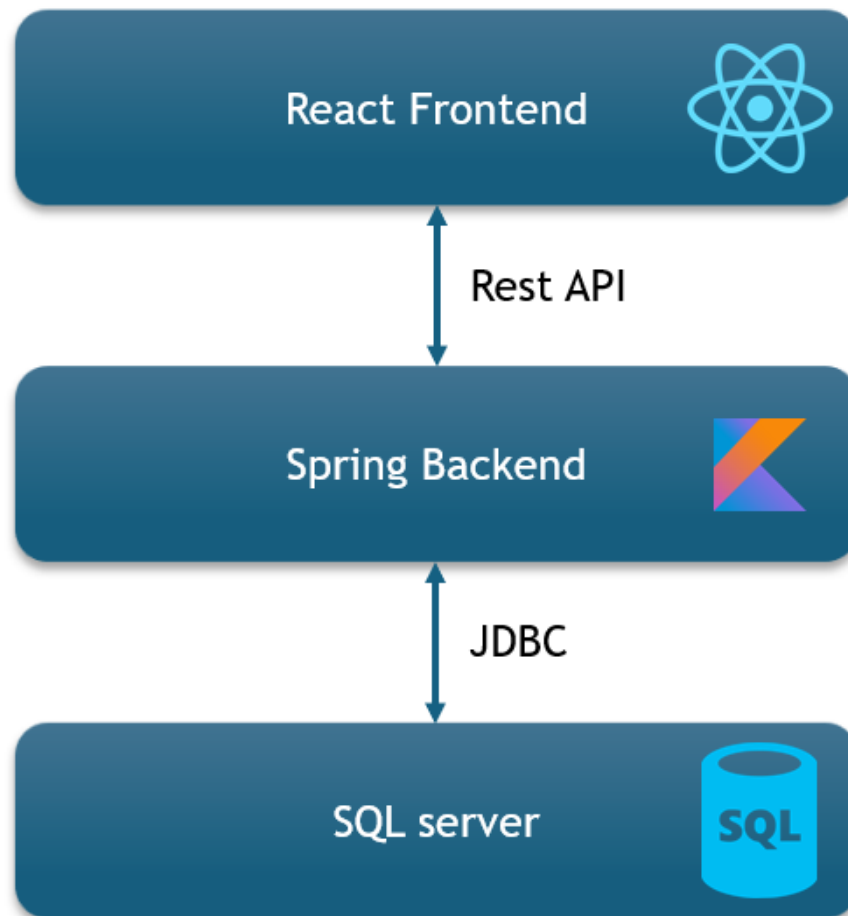 React Frontend
Rest API
Spring Backend
JDBC
SQL server
SQL